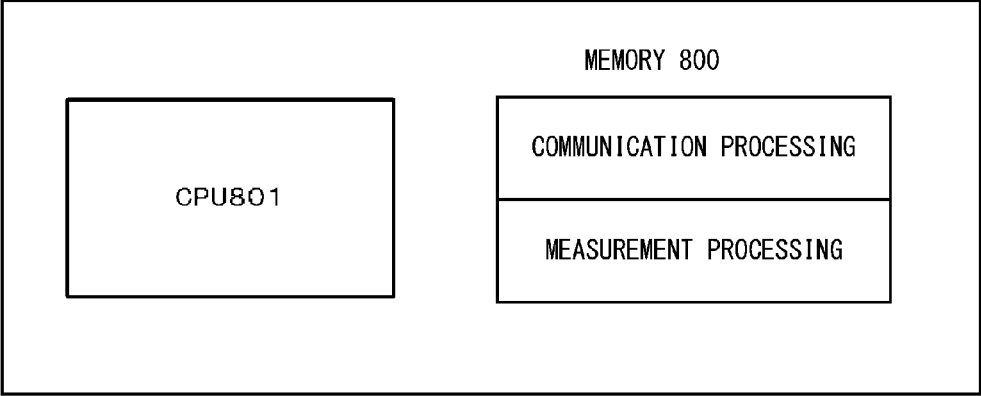 MEMORY 800
CPU801
COMMUNICATION PROCESSING
MEASUREMENT PROCESSING